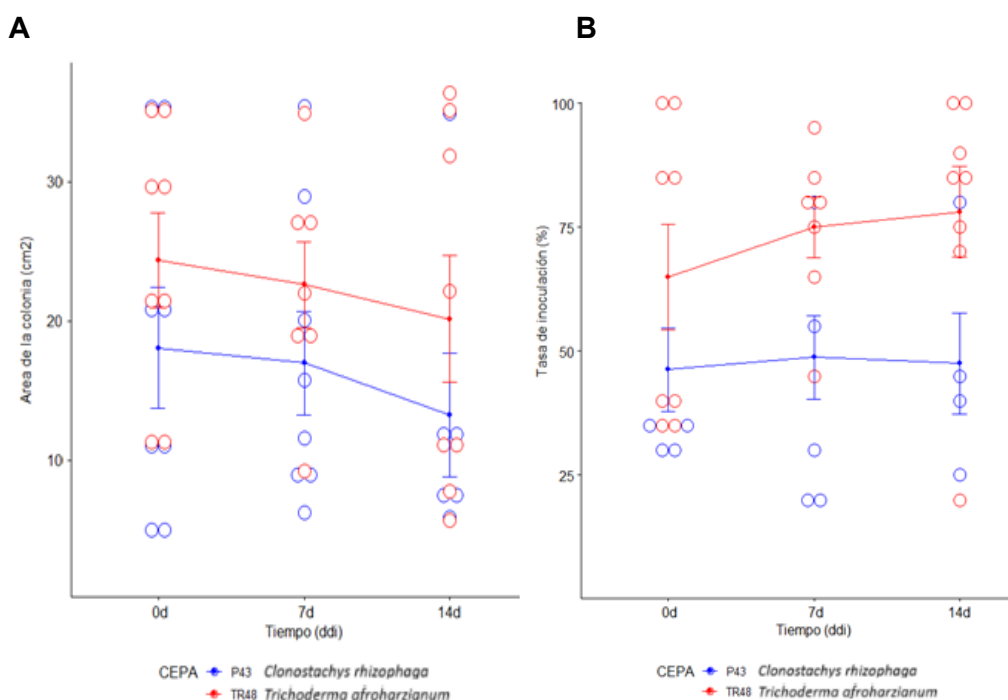 A
Area de la colonia (cm2)
30
20
10
0d 7d 14d
Tiempo (ddi)
CEPA P43 Clonostachys rhizophaga
TR48 Trichoderma afroharzianum
B
Tasa de inoculación (%)
100
75
50
25
0d 7d 14d
Tiempo (ddi)
CEPA P43 Clonostachys rhizophaga
TR48 Trichoderma afroharzianum